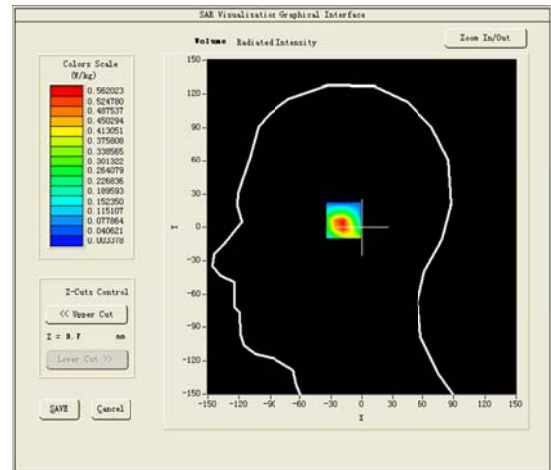 SAR Visualisation Graphical Interface
Volume Radiated Intensity
Zoom In/Out
Colors Scale
(W/kg)
0.562023
0.524780
0.487537
0.450294
0.413051
0.375808
0.338565
0.301322
0.264079
0.226836
0.189593
0.152350
0.115107
0.077864
0.040621
0.003378
150
120
90
60
30
0
-30
-60
-90
-120
-150
Y
-150 -120 -90 -60 -30 0 30 60 90 120 150
X
Z-Cuts Control
<< Upper Cut
Lower Cut >>
SAVE Cancel